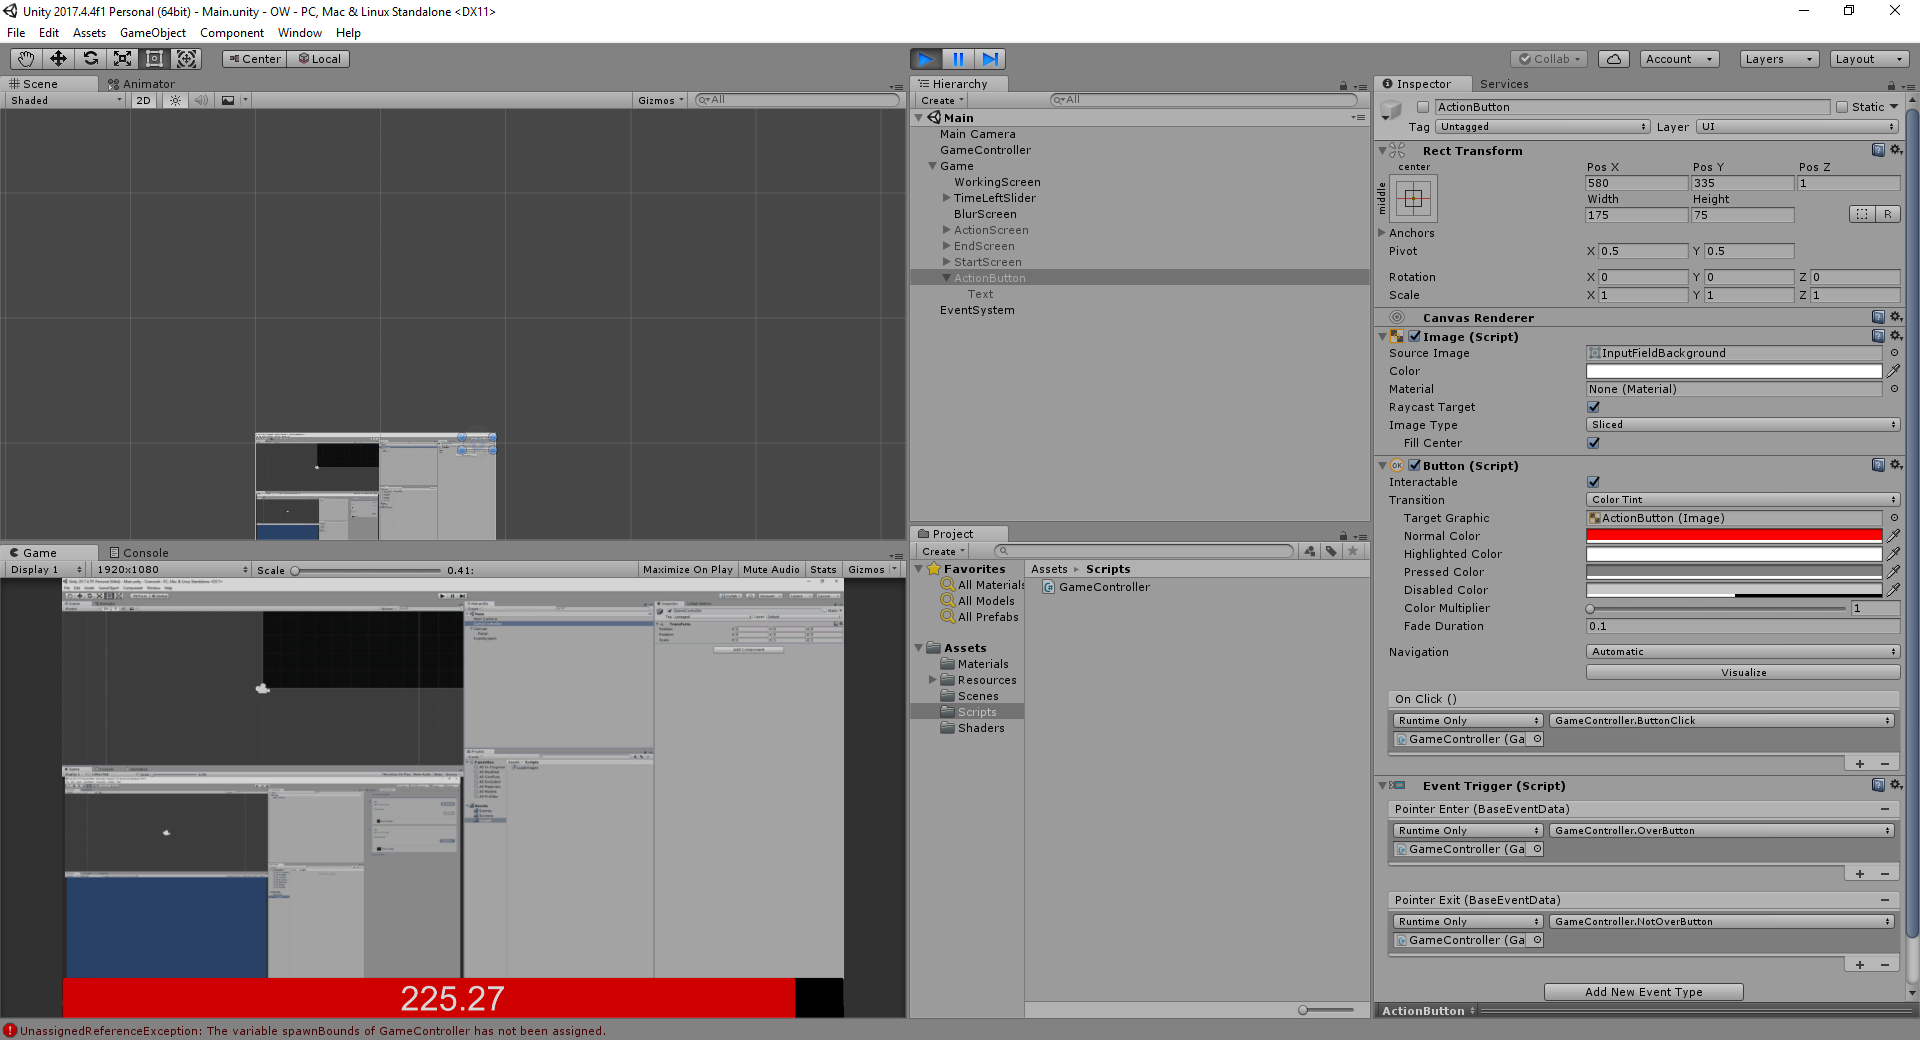 Unity 2017.4.4f1 Personal (64bit) - Main.unity - OW - PC, Mac & Linux Standalone <DX11>
File Edit Assets GameObject Component Window Help
Center Local
Collab Account Layers Layout
Scene Animator
Shaded 2D Gizmos All
Hierarchy
Create All
Main
Main Camera
GameController
Game
WorkingScreen
TimeLeftSlider
BlurScreen
ActionScreen
EndScreen
StartScreen
ActionButton
Text
EventSystem
Game Console
Display 1 1920x1080 Scale 0.41: Maximize On Play Mute Audio Stats Gizmos
225.27
Project
Create
Favorites
All Materials
All Models
All Prefabs
Assets
Materials
Resources
Scenes
Scripts
Shaders
Assets Scripts
GameController
Inspector Services
ActionButton Static
Tag Untagged Layer UI
Rect Transform
center
middle
Pos X Pos Y Pos Z
580 335 1
Width Height
175 75
R
Anchors
Pivot X 0.5 Y 0.5
Rotation X 0 Y 0 Z 0
Scale X 1 Y 1 Z 1
Canvas Renderer
Image (Script)
Source Image InputFieldBackground
Color
Material None (Material)
Raycast Target
Image Type Sliced
Fill Center
OK Button (Script)
Interactable
Transition Color Tint
Target Graphic ActionButton (Image)
Normal Color
Highlighted Color
Pressed Color
Disabled Color
Color Multiplier 1
Fade Duration 0.1
Navigation Automatic
Visualize
On Click ()
Runtime Only GameController.ButtonClick
GameController (Ga
+ −
Event Trigger (Script)
Pointer Enter (BaseEventData) −
Runtime Only GameController.OverButton
GameController (Ga
+ −
Pointer Exit (BaseEventData) −
Runtime Only GameController.NotOverButton
GameController (Ga
+ −
Add New Event Type
ActionButton
UnassignedReferenceException: The variable spawnBounds of GameController has not been assigned.